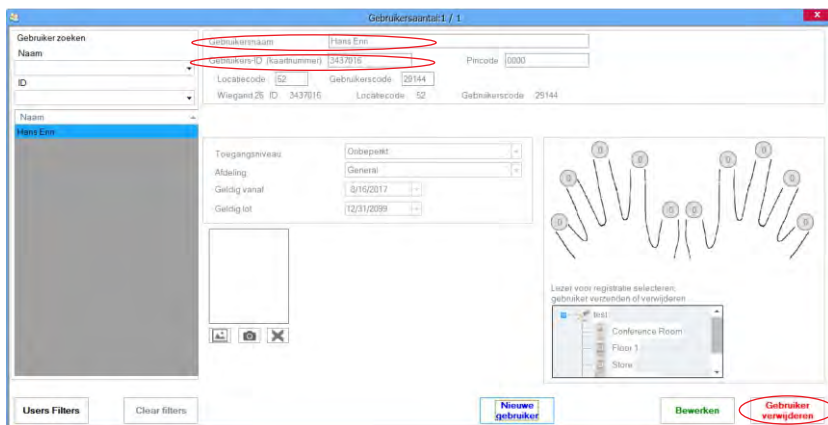 Gebruikersaantal:1 / 1
x
Gebruiker zoeken
Naam
ID
Naam
Hans Enn
Gebruikersnaam Hans Enn
Gebruikers-ID (kaartnummer) 3437016 Pincode 0000
Locatiecode 52 Gebruikerscode 29144
Wiegand 26 ID 3437016 Locatiecode 52 Gebruikerscode 29144
Toegangsniveau Onbeperkt
Afdeling General
Geldig vanaf 8/16/2017
Geldig tot 12/31/2099
0 0 0 0 0 0 0 0 0 0
Lezer voor registratie selecteren,
gebruiker verzenden of verwijderen
test
Conference Room
Floor 1
Store
Users Filters
Clear filters
Nieuwe
gebruiker
Bewerken
Gebruiker
verwijderen